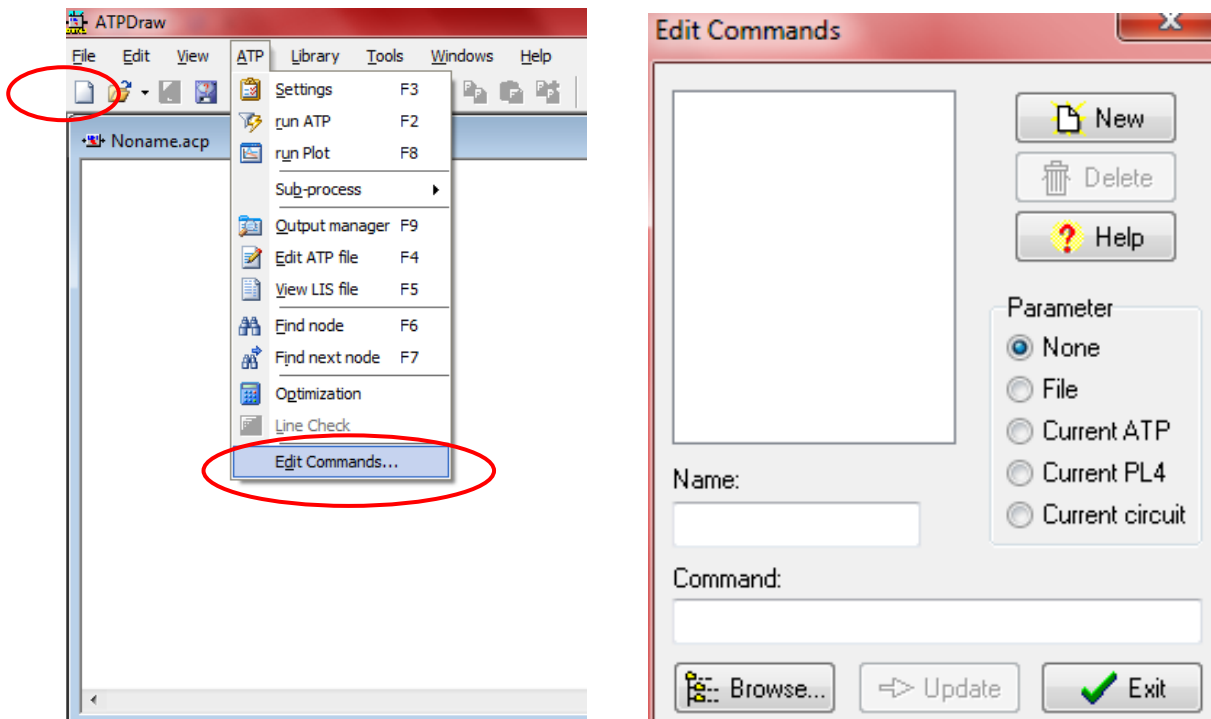 ATPDraw
File Edit View ATP Library Tools Windows Help
Noname.acp
Settings F3
run ATP F2
run Plot F8
Sub-process
Output manager F9
Edit ATP file F4
View LIS file F5
Find node F6
Find next node F7
Optimization
Line Check
Edit Commands...
Edit Commands
New
Delete
Help
Parameter
None
File
Current ATP
Current PL4
Current circuit
Name:
Command:
Browse... Update Exit